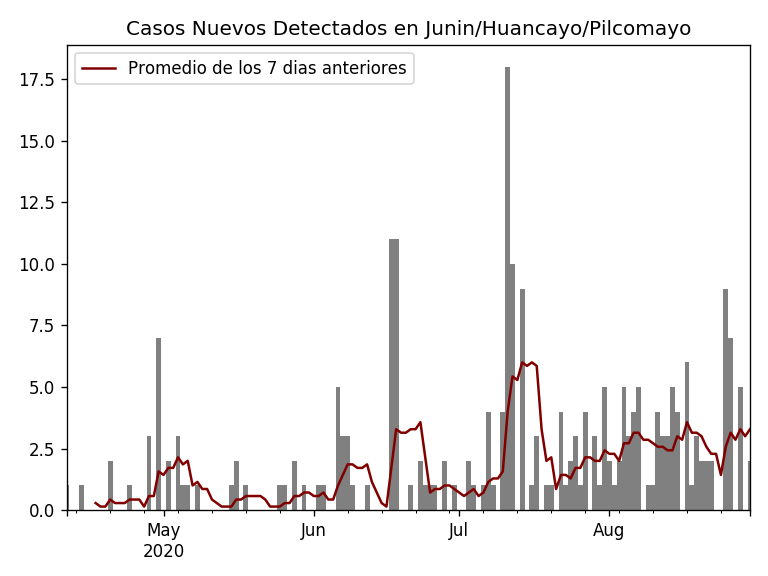 Casos Nuevos Detectados en Junin/Huancayo/Pilcomayo
Promedio de los 7 dias anteriores
17.5
15.0
12.5
10.0
7.5
5.0
2.5
0.0
May
2020
Jun
Jul
Aug